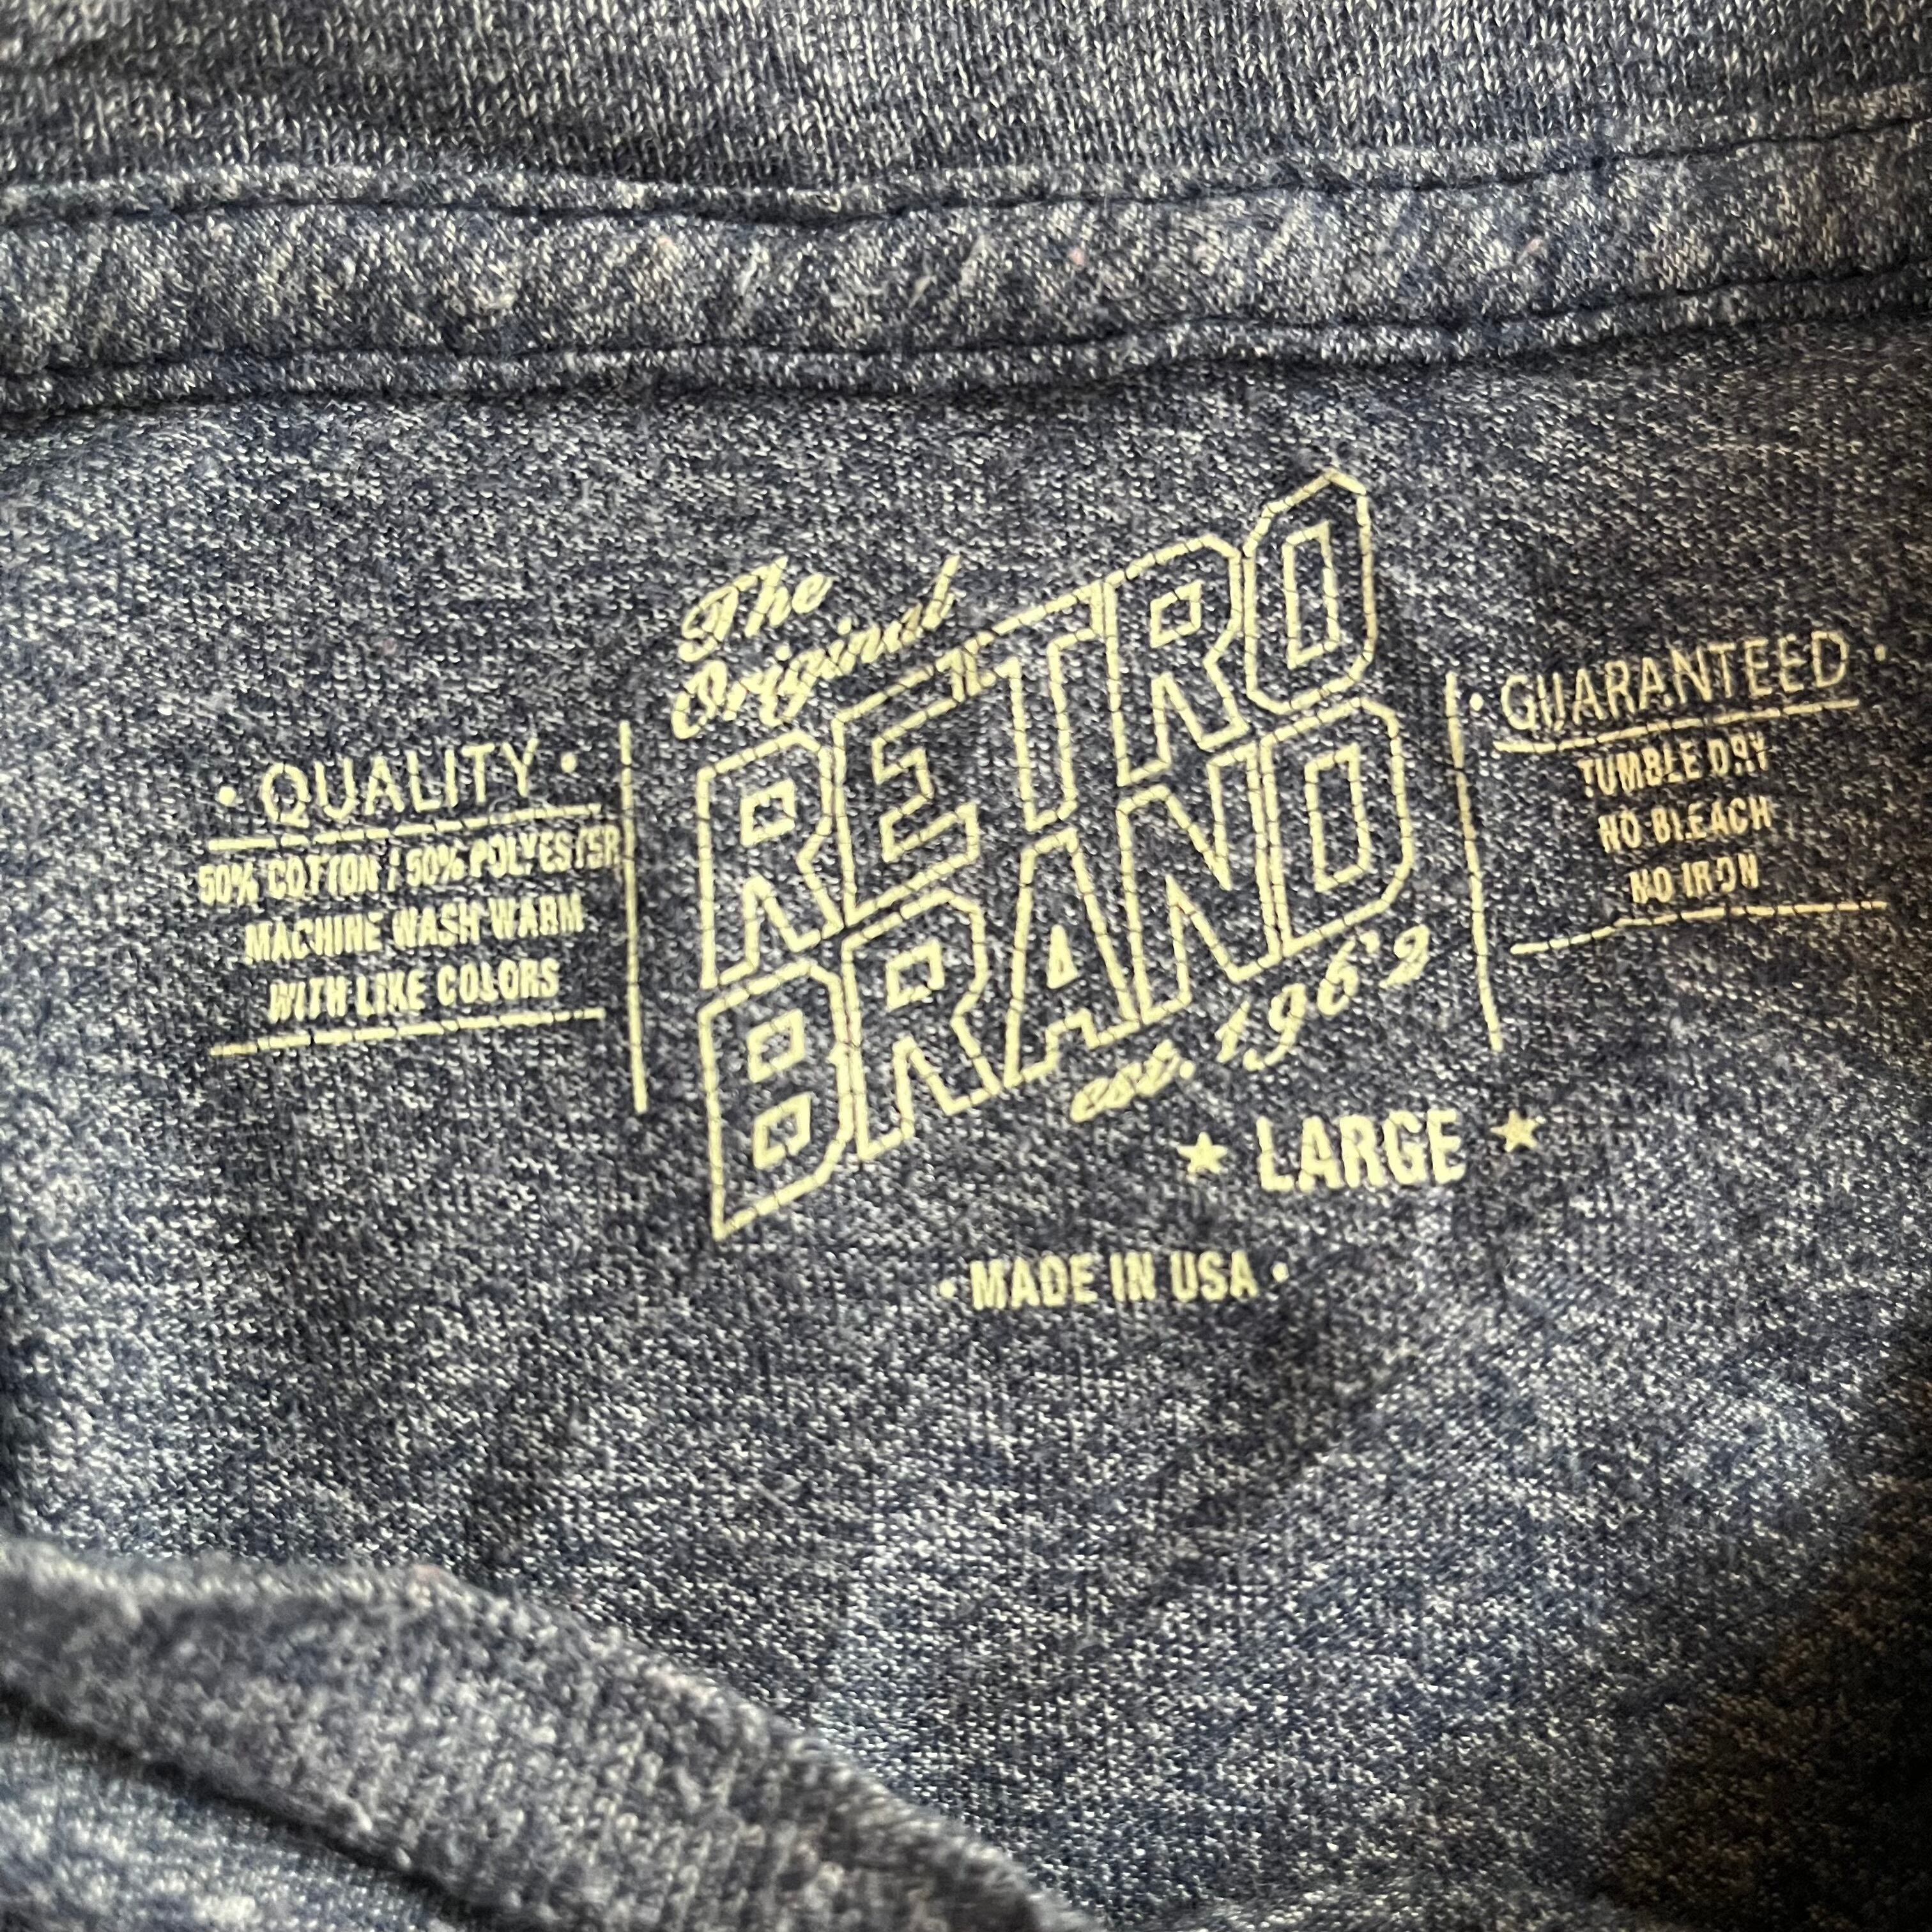 The
Original
RETRO
BRAND
est. 1962
★ LARGE ★
• MADE IN USA •
• QUALITY •
50% COTTON / 50% POLYESTER
MACHINE WASH WARM
WITH LIKE COLORS
• GUARANTEED •
TUMBLE DRY
NO BLEACH
NO IRON